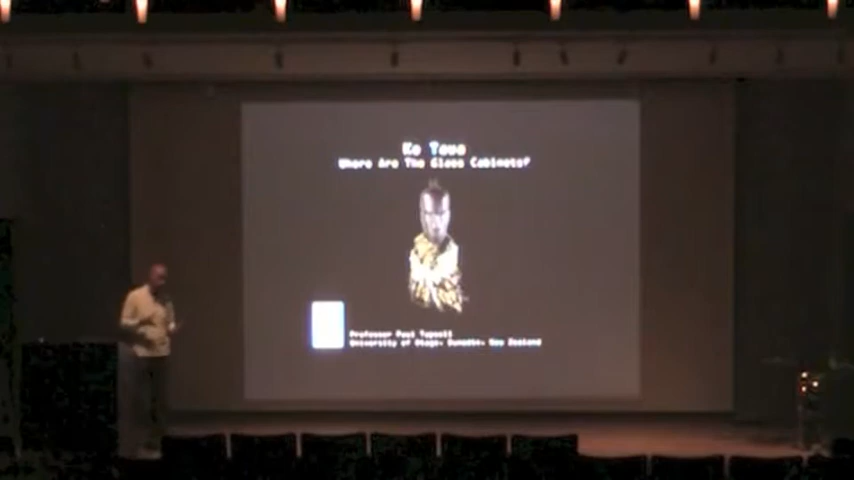 Ko Tawa
Where Are The Glass Cabinets?
Professor Paul Tapsell
University of Otago, Dunedin, New Zealand